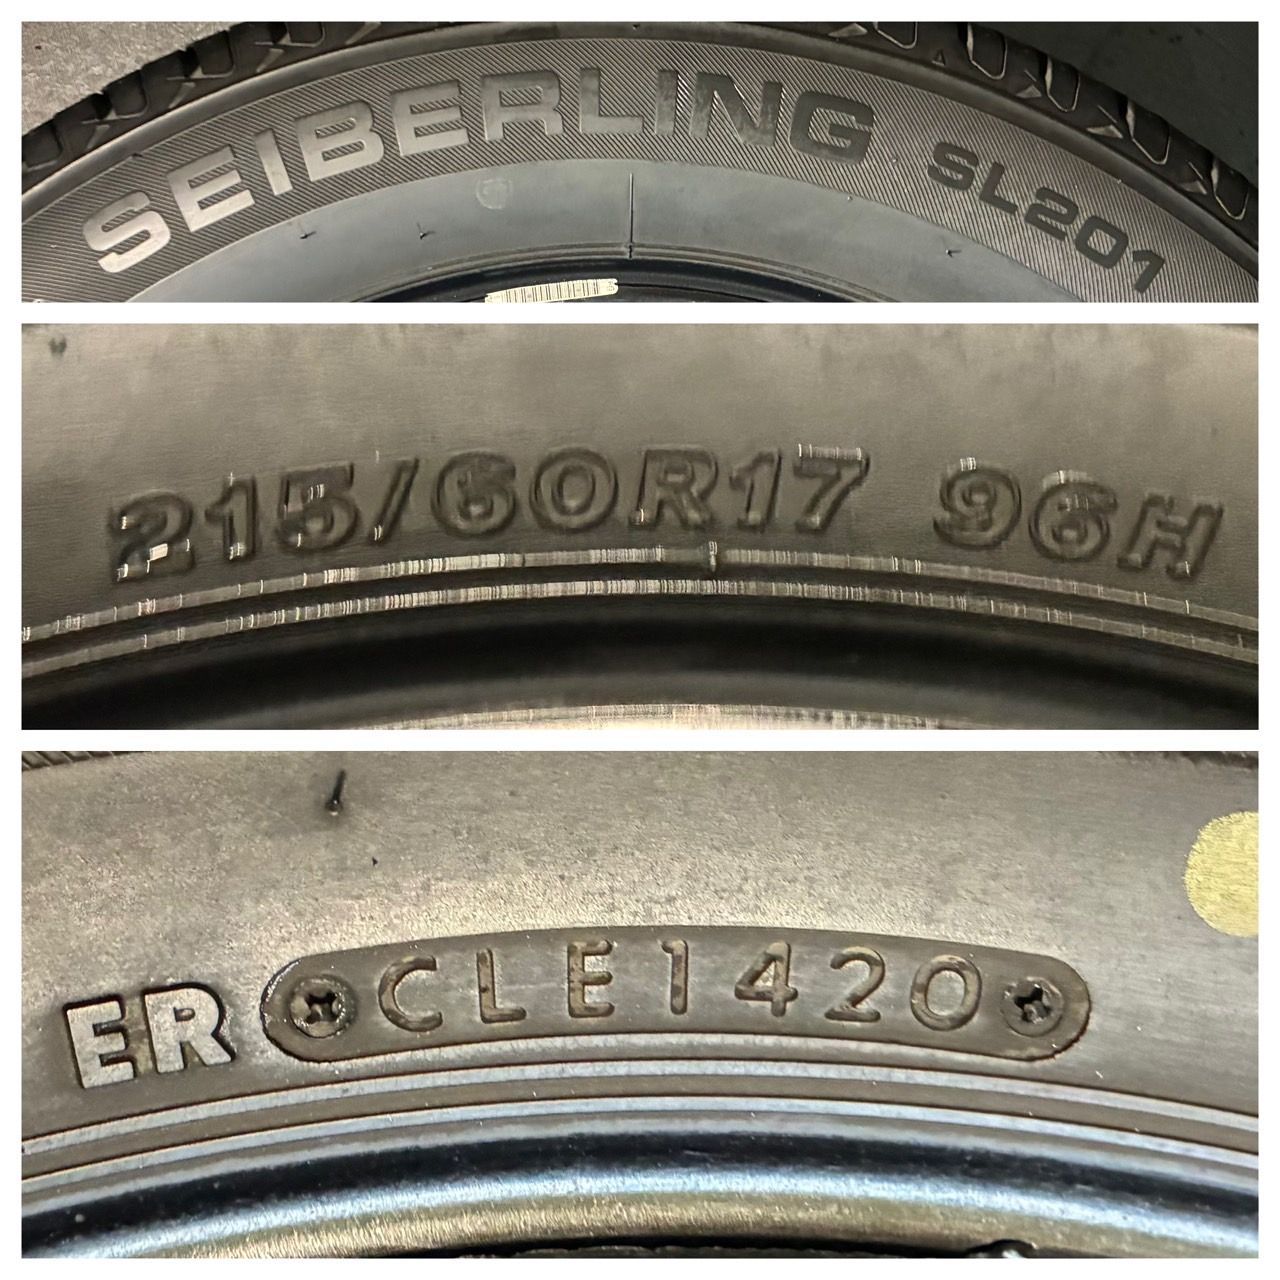 SEIBERLING SL201
215/60R17 96H
ER CLE1420